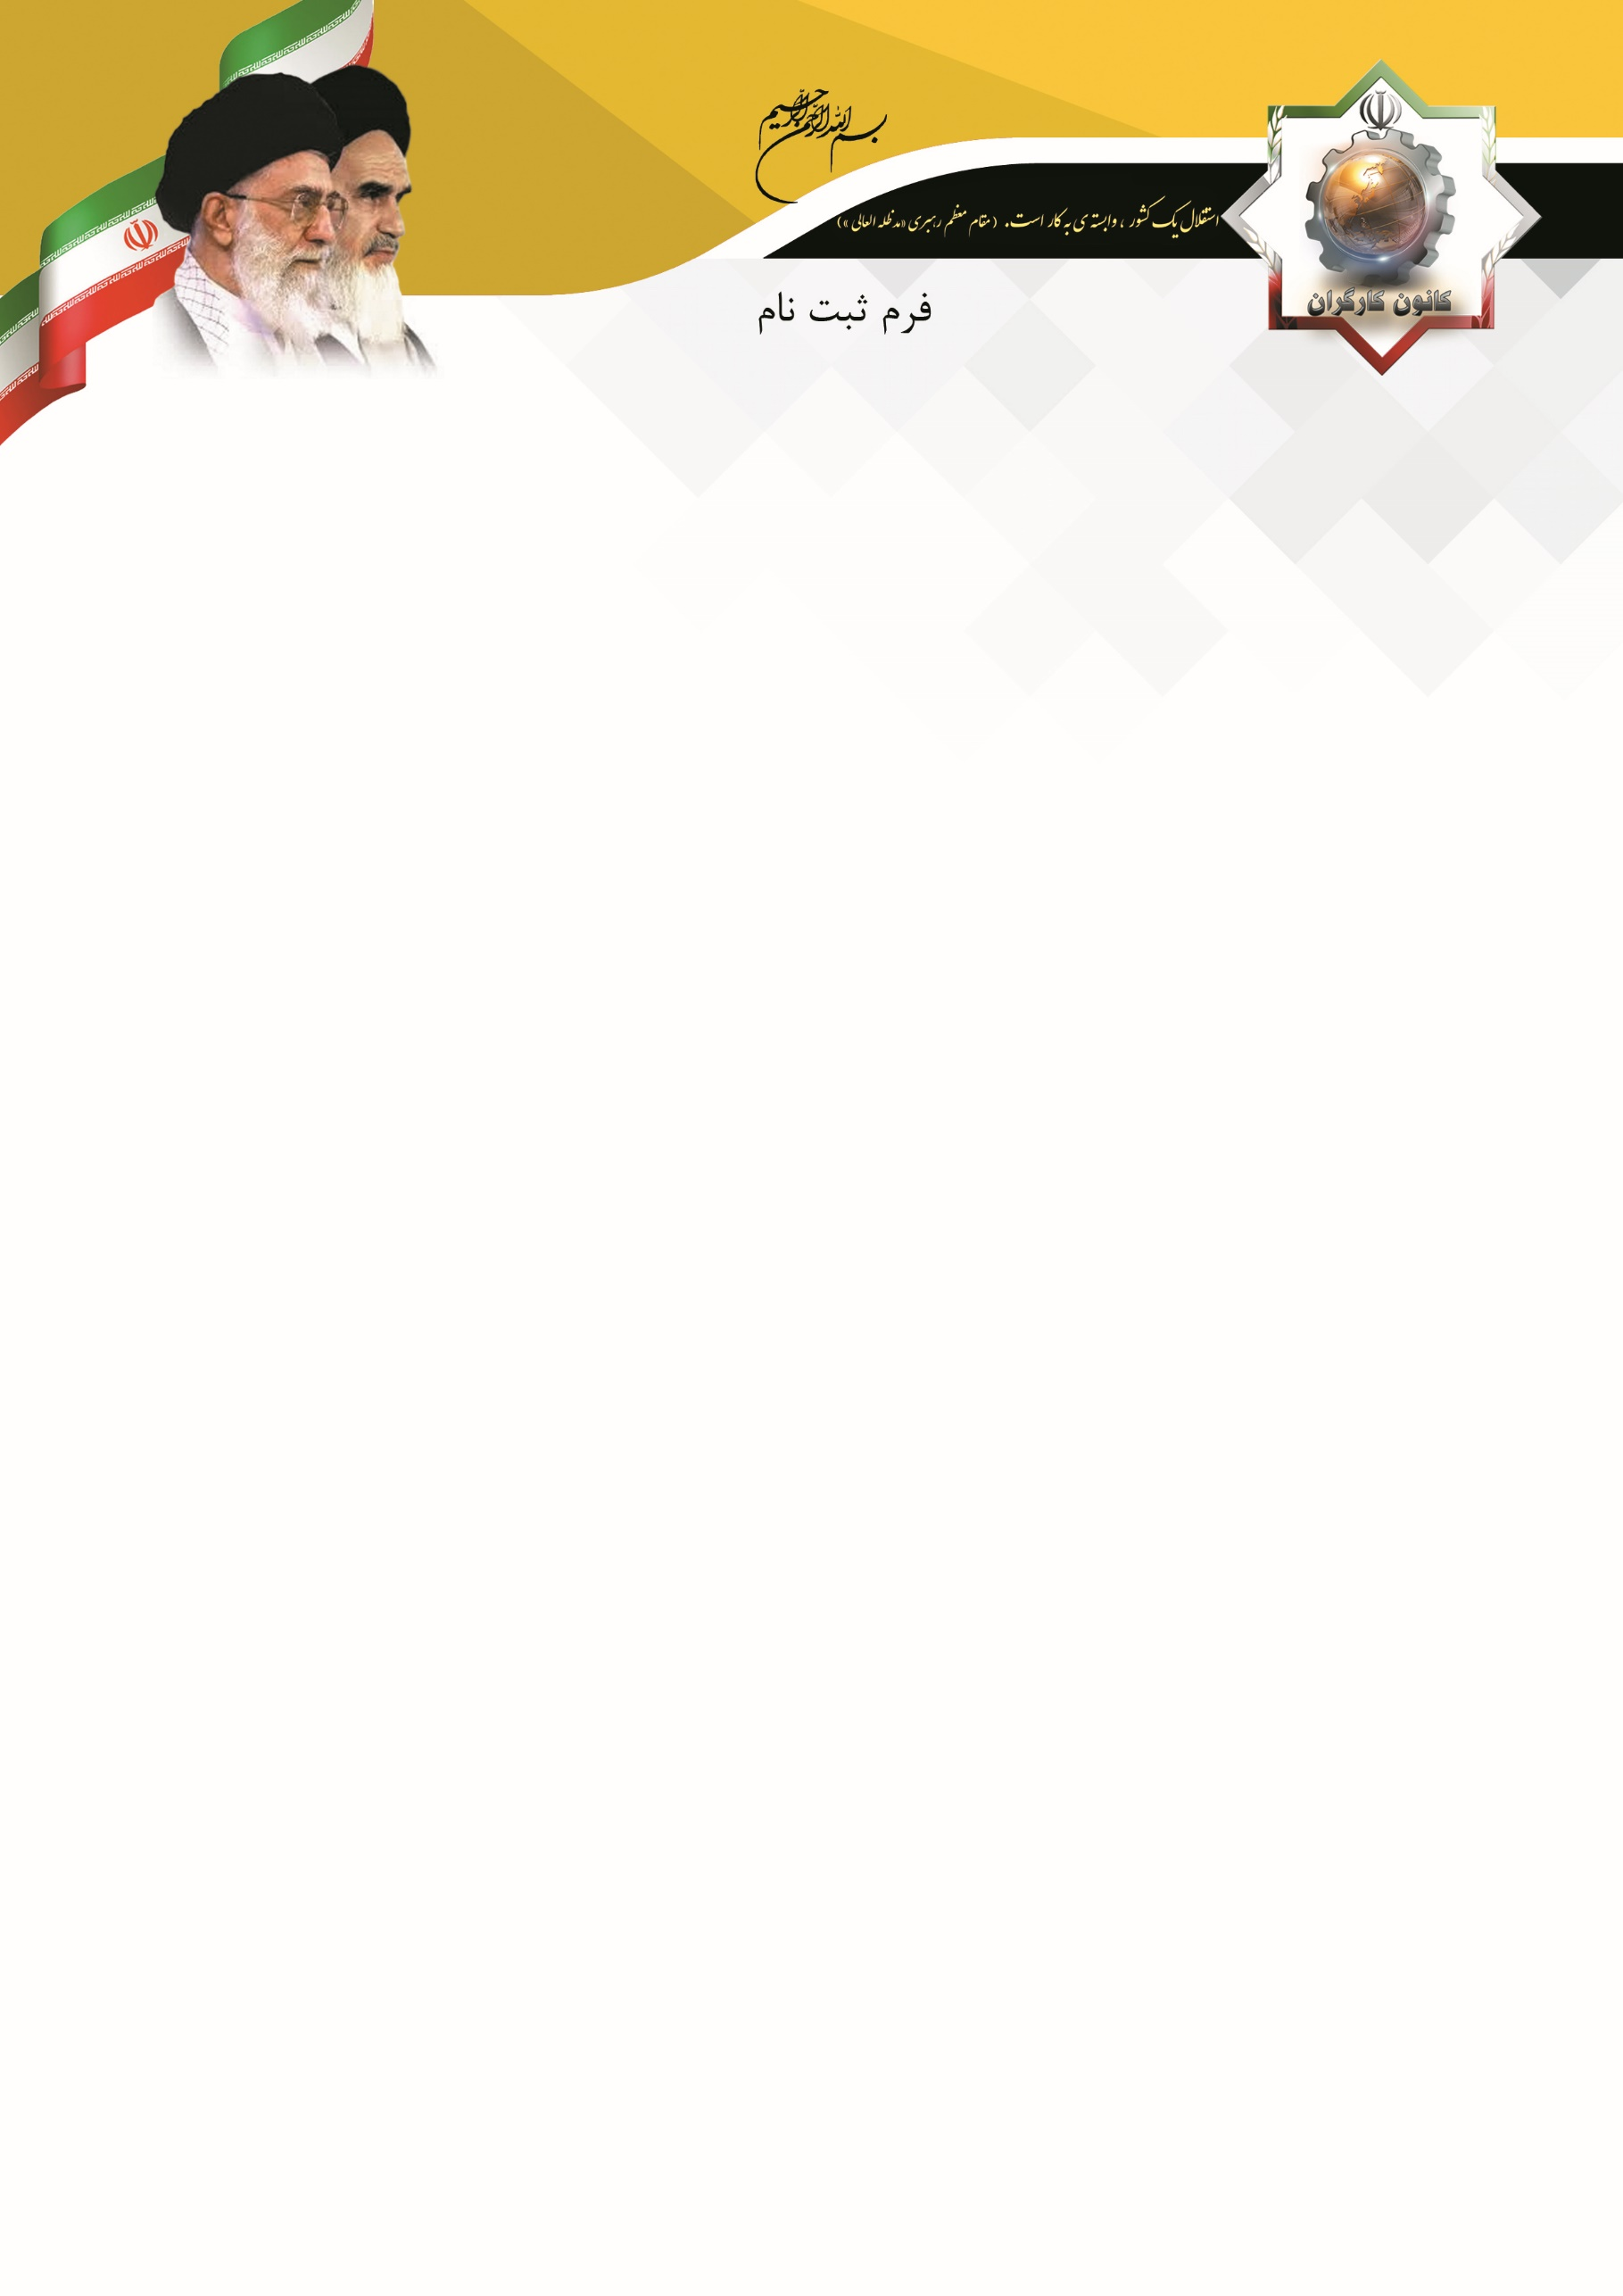 بسم الله الرحمن الرحیم
استقلال یک کشور ، وابسته ی به کار است. (مقام معظم رهبری «مدظله العالی»)
کانون کارگران
فرم ثبت نام